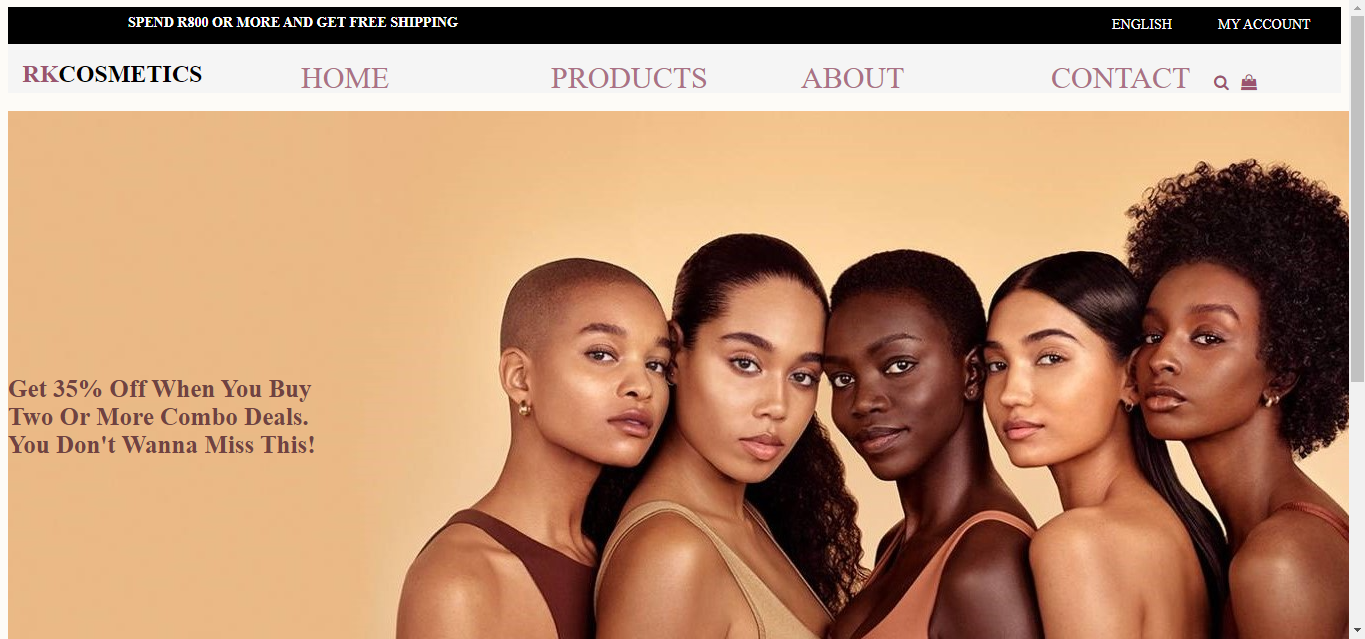 SPEND R800 OR MORE AND GET FREE SHIPPING
ENGLISH MY ACCOUNT
RKCOSMETICS HOME PRODUCTS ABOUT CONTACT
Get 35% Off When You Buy
Two Or More Combo Deals.
You Don't Wanna Miss This!